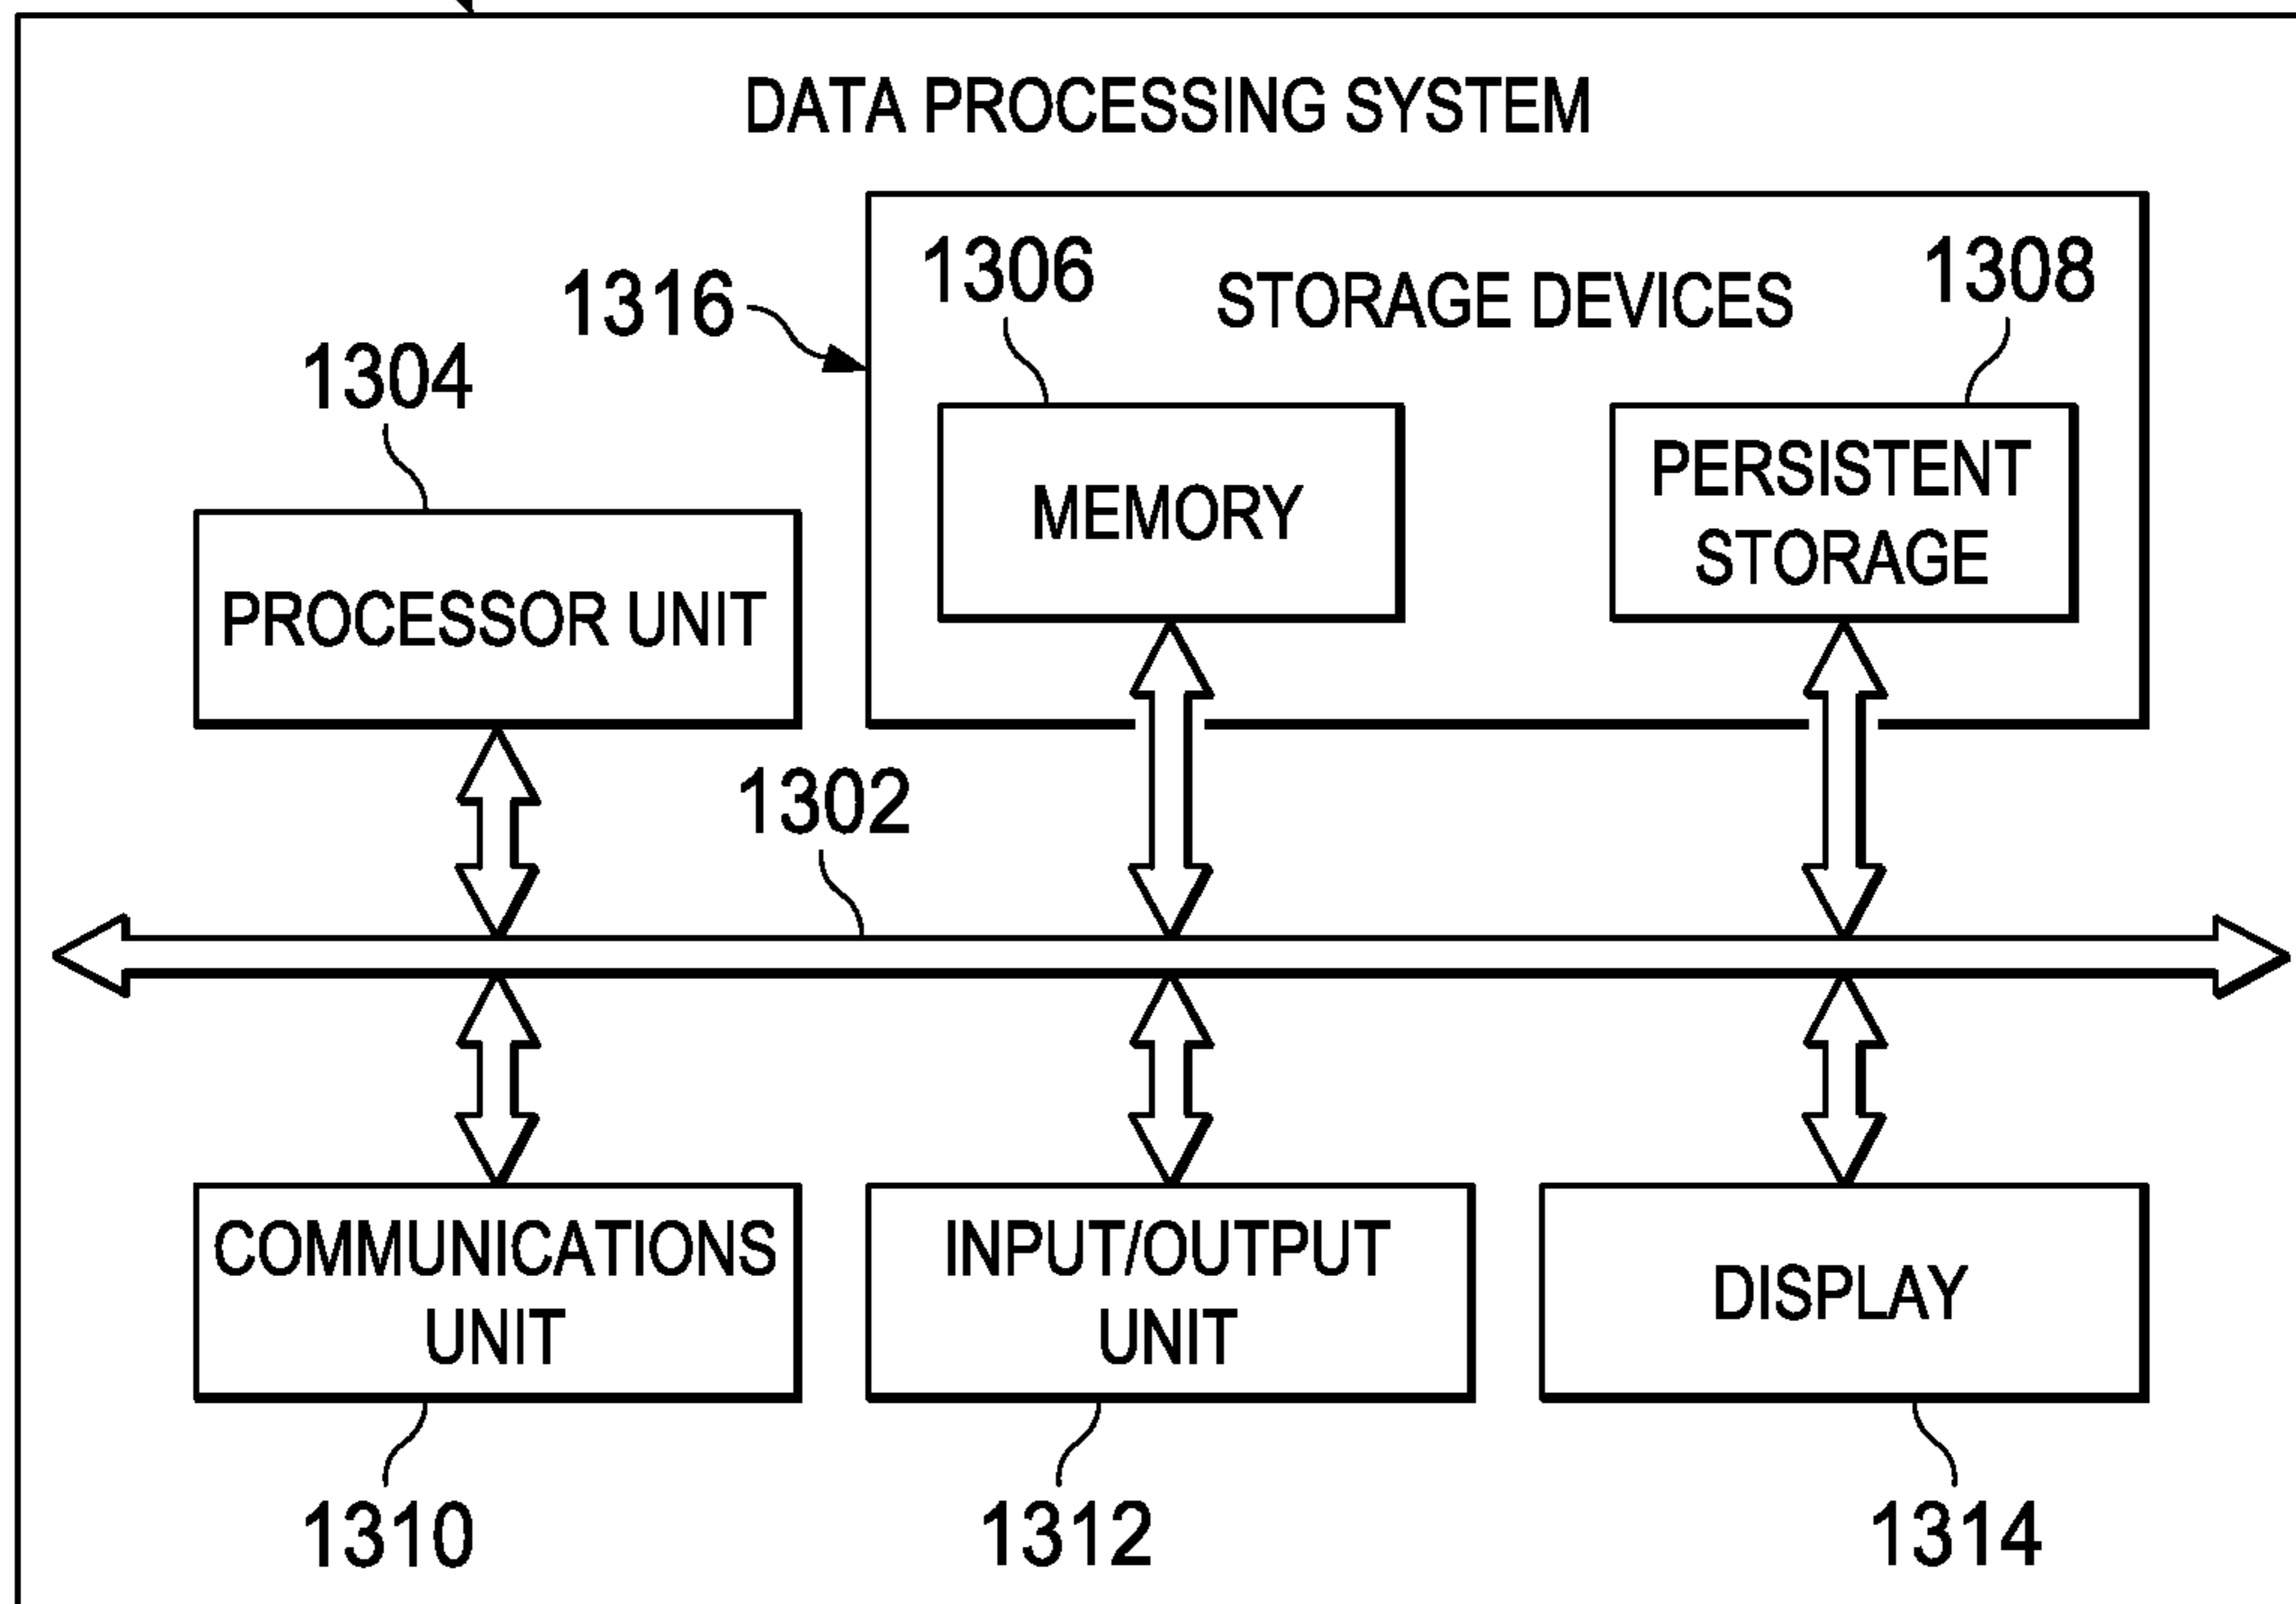 DATA PROCESSING SYSTEM
1316
1306
STORAGE DEVICES
1308
1304
MEMORY
PERSISTENT
STORAGE
PROCESSOR UNIT
1302
COMMUNICATIONS
UNIT
INPUT/OUTPUT
UNIT
DISPLAY
1310
1312
1314